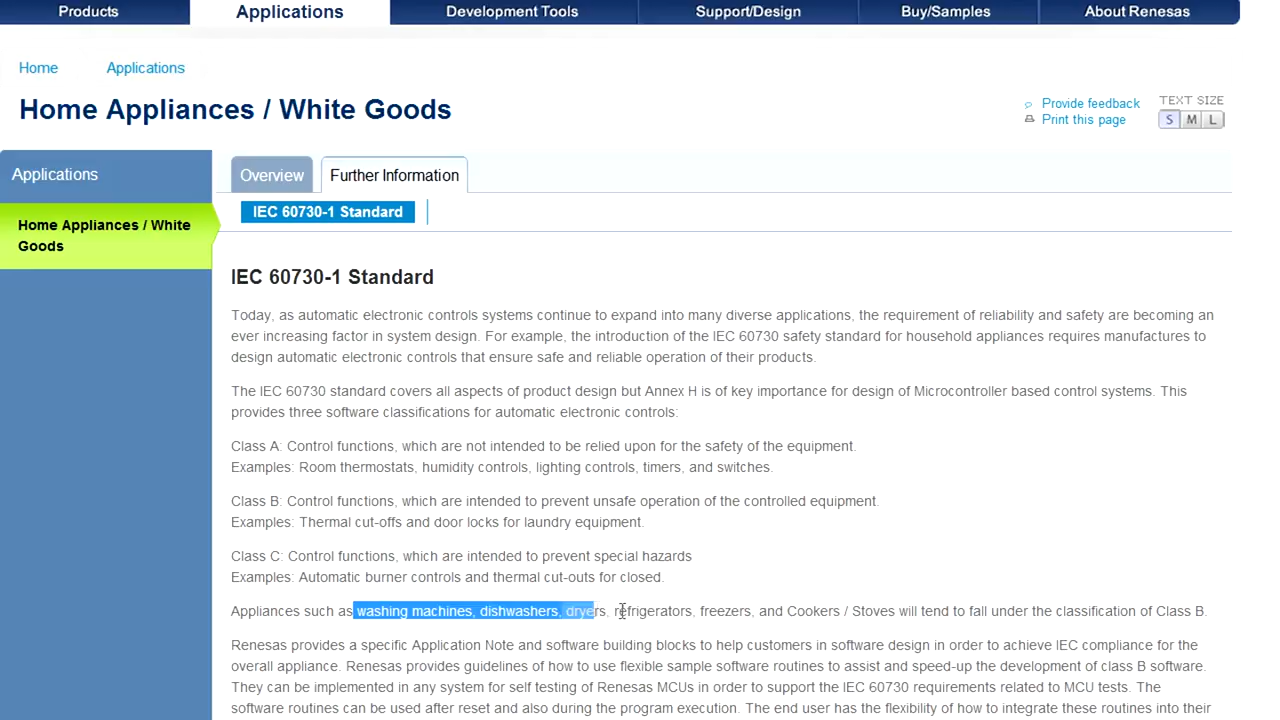 Products Applications Development Tools Support/Design Buy/Samples About Renesas
Home Applications
Home Appliances / White Goods
Provide feedback
Print this page
TEXT SIZE
S M L
Applications
Home Appliances / White
Goods
Overview Further Information
IEC 60730-1 Standard
IEC 60730-1 Standard
Today, as automatic electronic controls systems continue to expand into many diverse applications, the requirement of reliability and safety are becoming an
ever increasing factor in system design. For example, the introduction of the IEC 60730 safety standard for household appliances requires manufactures to
design automatic electronic controls that ensure safe and reliable operation of their products.
The IEC 60730 standard covers all aspects of product design but Annex H is of key importance for design of Microcontroller based control systems. This
provides three software classifications for automatic electronic controls:
Class A: Control functions, which are not intended to be relied upon for the safety of the equipment.
Examples: Room thermostats, humidity controls, lighting controls, timers, and switches.
Class B: Control functions, which are intended to prevent unsafe operation of the controlled equipment.
Examples: Thermal cut-offs and door locks for laundry equipment.
Class C: Control functions, which are intended to prevent special hazards
Examples: Automatic burner controls and thermal cut-outs for closed.
Appliances such as washing machines, dishwashers, dryers, refrigerators, freezers, and Cookers / Stoves will tend to fall under the classification of Class B.
Renesas provides a specific Application Note and software building blocks to help customers in software design in order to achieve IEC compliance for the
overall appliance. Renesas provides guidelines of how to use flexible sample software routines to assist and speed-up the development of class B software.
They can be implemented in any system for self testing of Renesas MCUs in order to support the IEC 60730 requirements related to MCU tests. The
software routines can be used after reset and also during the program execution. The end user has the flexibility of how to integrate these routines into their